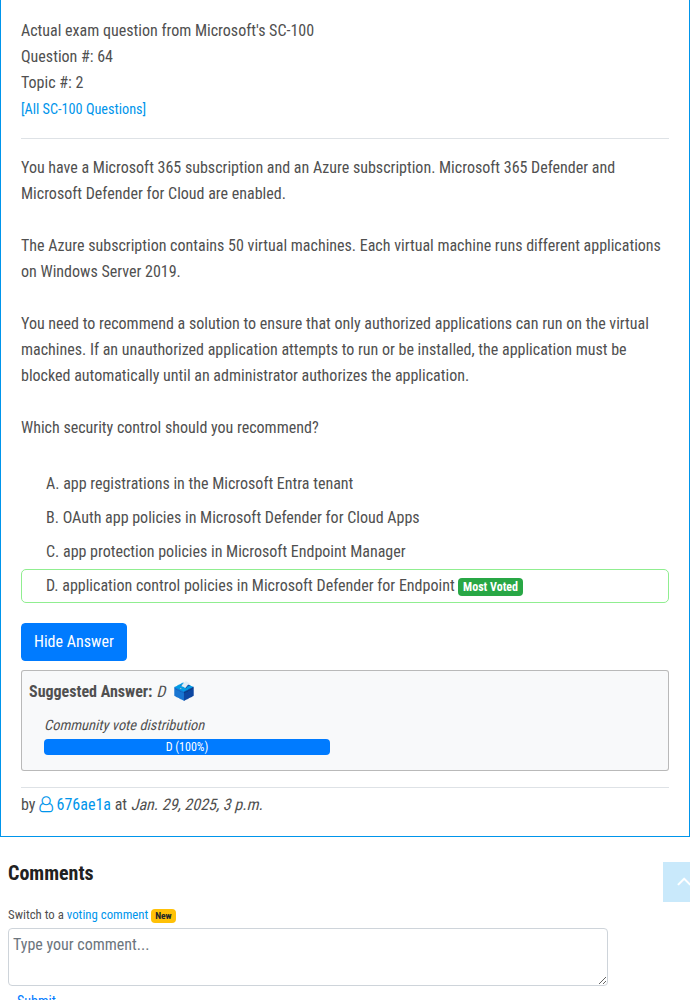 Actual exam question from Microsoft's SC-100
Question #: 64
Topic #: 2
[All SC-100 Questions]
You have a Microsoft 365 subscription and an Azure subscription. Microsoft 365 Defender and
Microsoft Defender for Cloud are enabled.
The Azure subscription contains 50 virtual machines. Each virtual machine runs different applications
on Windows Server 2019.
You need to recommend a solution to ensure that only authorized applications can run on the virtual
machines. If an unauthorized application attempts to run or be installed, the application must be
blocked automatically until an administrator authorizes the application.
Which security control should you recommend?
A. app registrations in the Microsoft Entra tenant
B. OAuth app policies in Microsoft Defender for Cloud Apps
C. app protection policies in Microsoft Endpoint Manager
D. application control policies in Microsoft Defender for Endpoint Most Voted
Hide Answer
Suggested Answer: D
Community vote distribution
D (100%)
by 676ae1a at Jan. 29, 2025, 3 p.m.
Comments
Switch to a voting comment New
Type your comment...
Submit